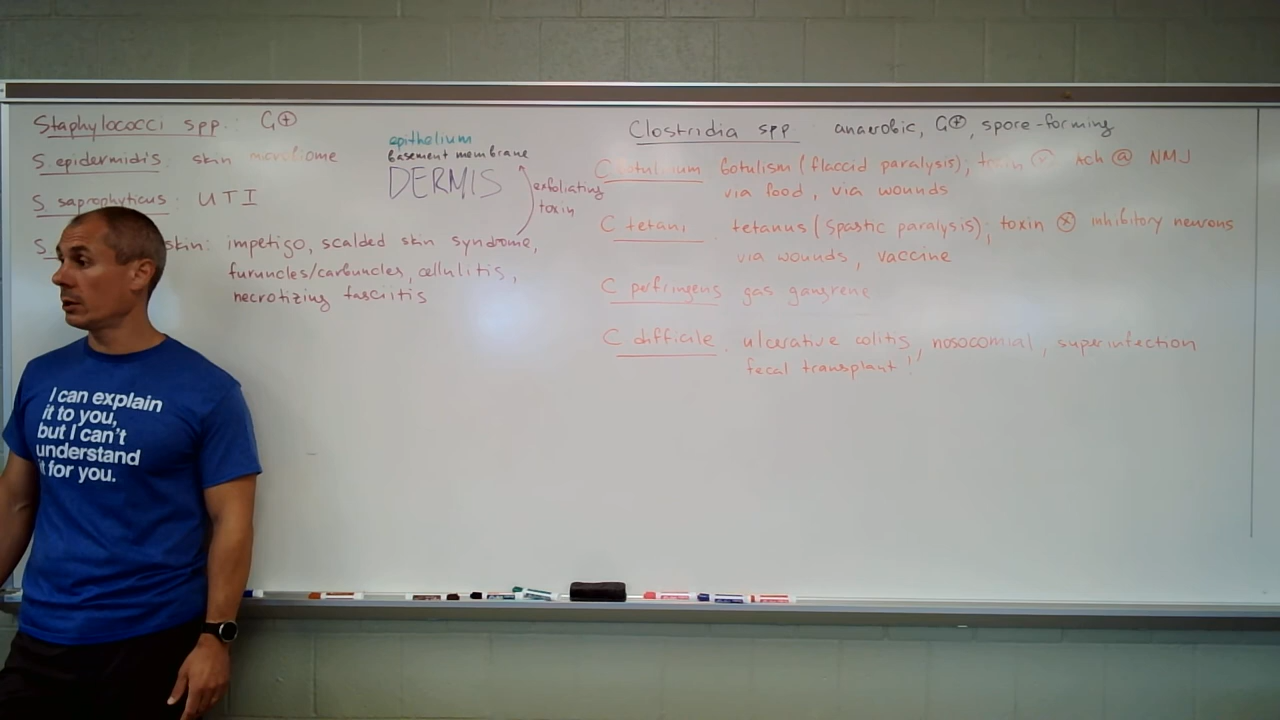 Staphylococci spp. G⊕
S. epidermidis: skin microbiome
S. saprophyticus: UTI
S. skin: impetigo, scalded skin syndrome,
furuncles/carbuncles, cellulitis,
necrotizing fasciitis
epithelium
basement membrane
DERMIS
exfoliating
toxin
Clostridia spp anaerobic, G⊕, spore-forming
C botulinum botulism (flaccid paralysis); toxin Ach @ NMJ
via food, via wounds
C tetani. tetanus (spastic paralysis); toxin ⊗ inhibitory neurons
via wounds, vaccine
C perfringens gas gangrene
C difficile. ulcerative colitis, nosocomial, superinfection
fecal transplant!
I can explain
it to you,
but I can't
understand
it for you.